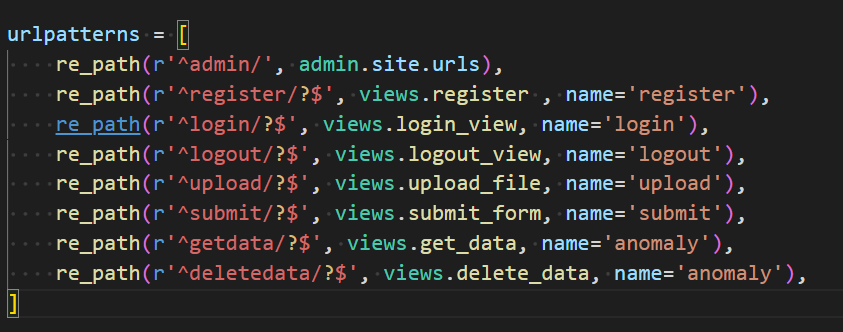 urlpatterns = [
    re_path(r'^admin/', admin.site.urls),
    re_path(r'^register/?$', views.register , name='register'),
    re_path(r'^login/?$', views.login_view, name='login'),
    re_path(r'^logout/?$', views.logout_view, name='logout'),
    re_path(r'^upload/?$', views.upload_file, name='upload'),
    re_path(r'^submit/?$', views.submit_form, name='submit'),
    re_path(r'^getdata/?$', views.get_data, name='anomaly'),
    re_path(r'^deletedata/?$', views.delete_data, name='anomaly'),
]